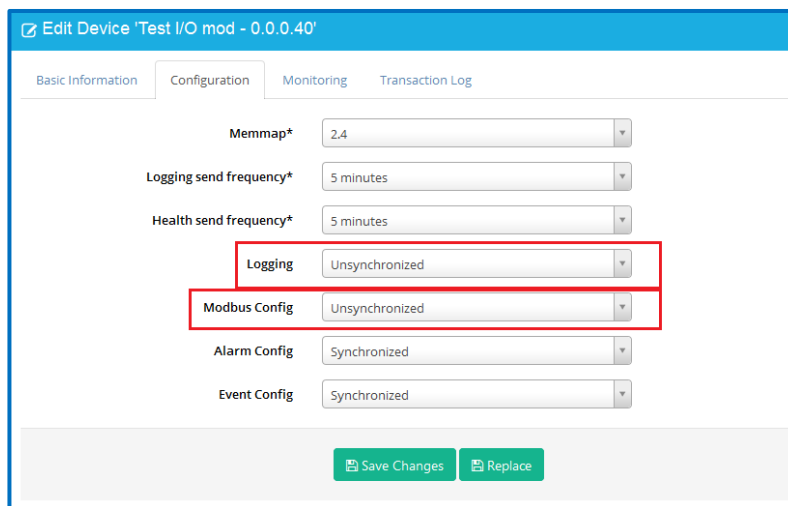 Edit Device 'Test I/O mod - 0.0.0.40'
Basic Information Configuration Monitoring Transaction Log
Memmap* 2.4
Logging send frequency* 5 minutes
Health send frequency* 5 minutes
Logging Unsynchronized
Modbus Config Unsynchronized
Alarm Config Synchronized
Event Config Synchronized
Save Changes Replace